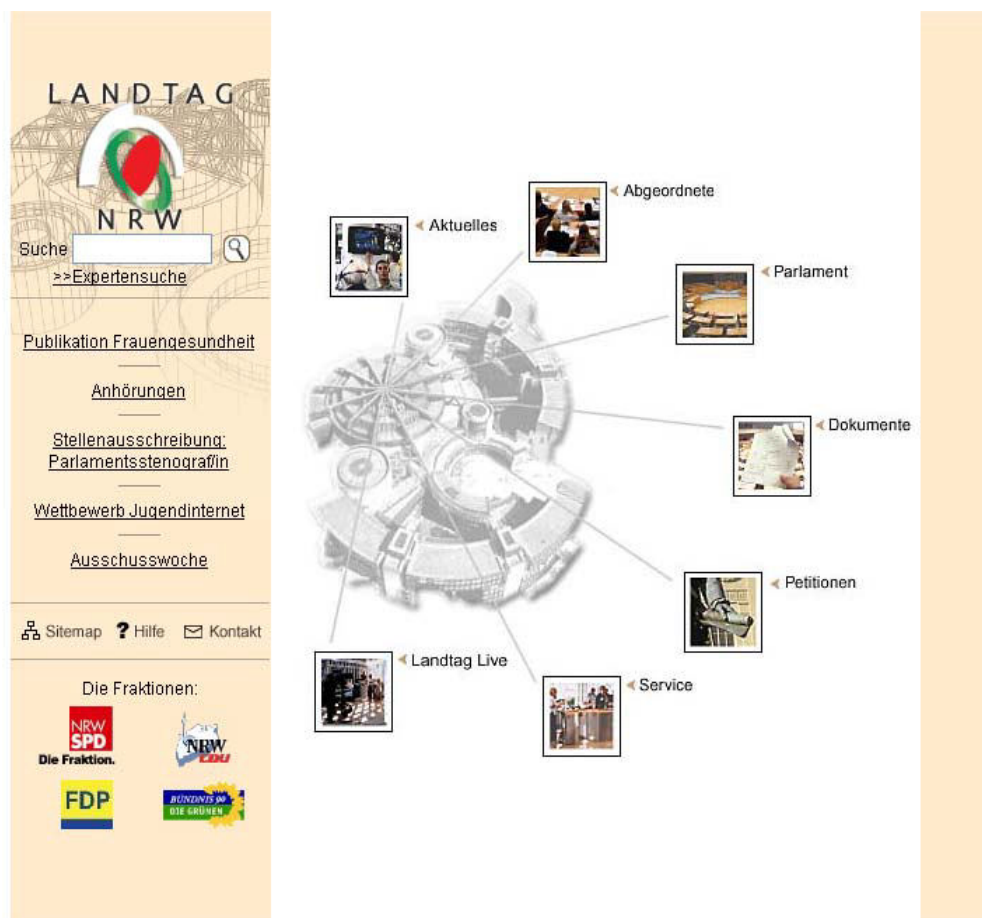 LANDTAG
NRW
Suche
>>Expertensuche
Publikation Frauengesundheit
Anhörungen
Stellenausschreibung:
Parlamentsstenograf/in
Wettbewerb Jugendinternet
Ausschusswoche
Sitemap ? Hilfe Kontakt
Die Fraktionen:
NRW
SPD
Die Fraktion.
NRW
CDU
FDP
BÜNDNIS 90
DIE GRÜNEN
Abgeordnete
Aktuelles
Parlament
Dokumente
Petitionen
Landtag Live
Service